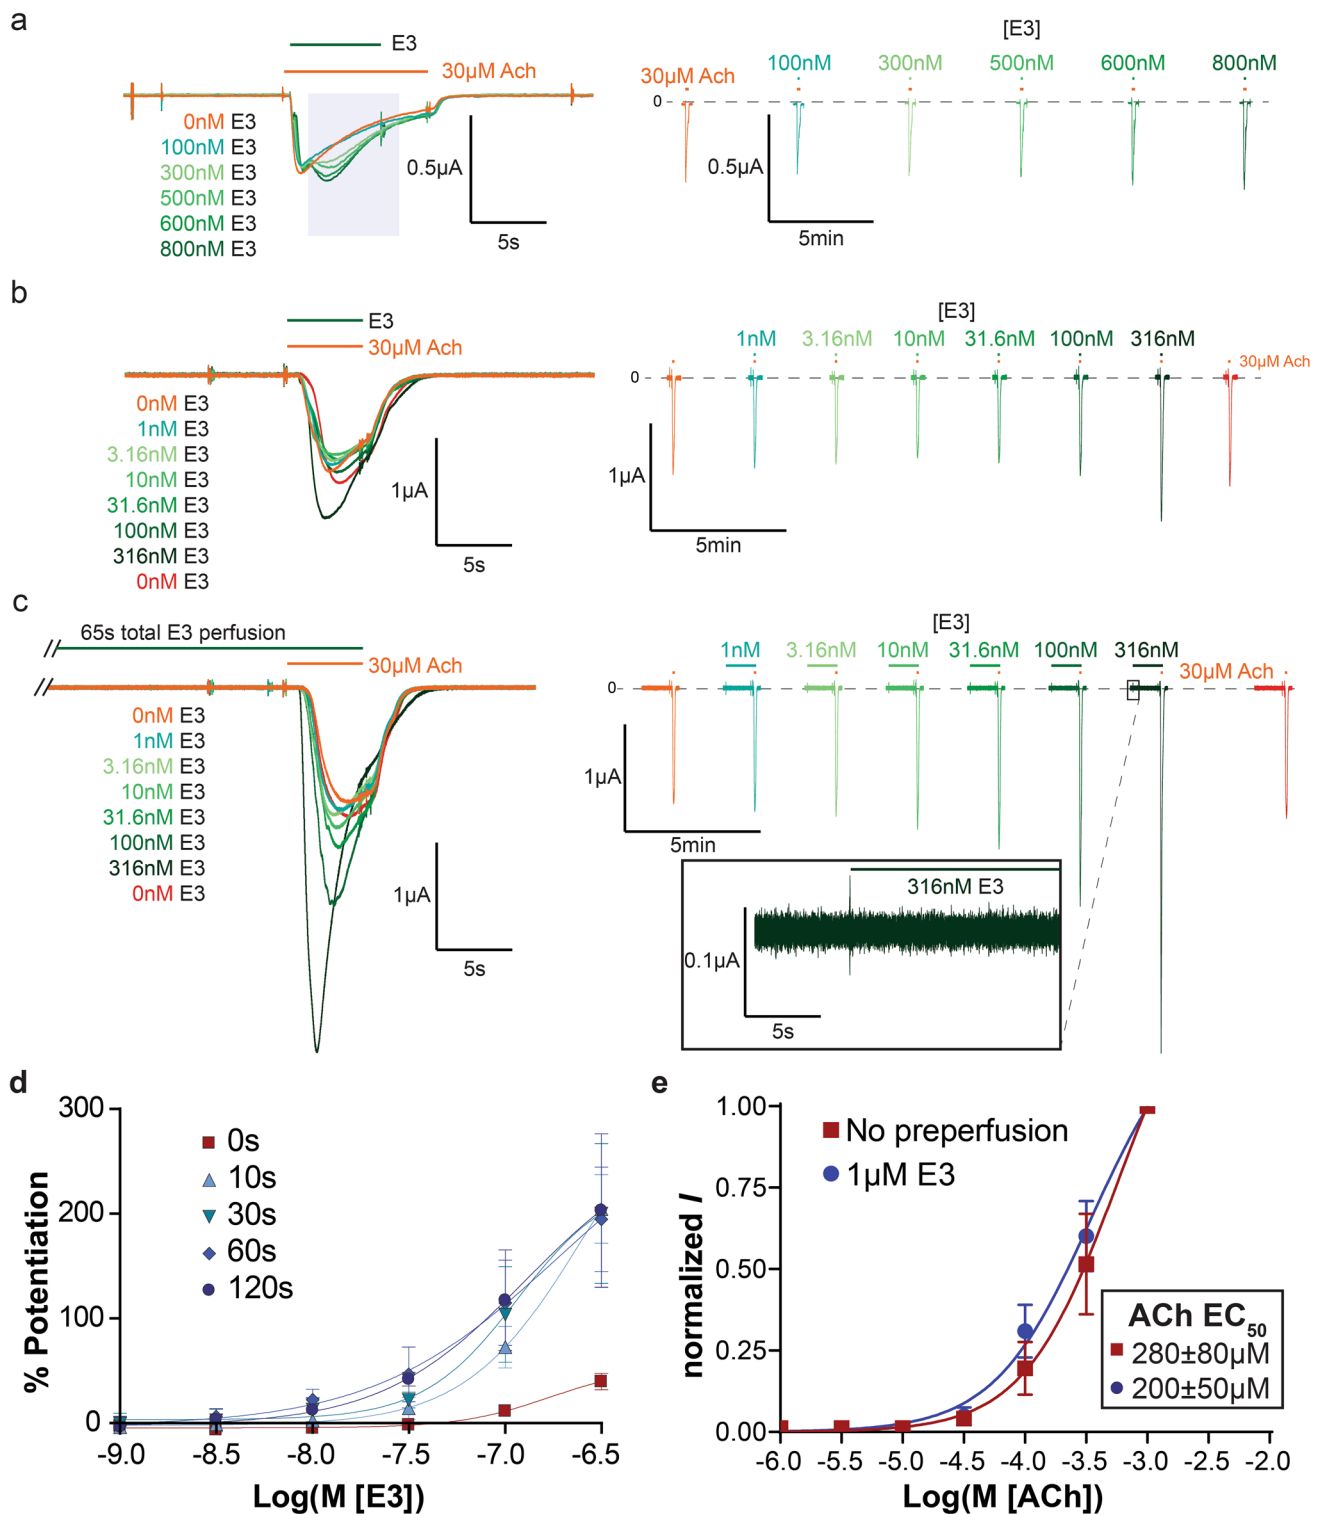 a
E3
30µM Ach
0nM E3
100nM E3
300nM E3
500nM E3
600nM E3
800nM E3
0.5µA
5s
[E3]
30µM Ach
100nM
300nM
500nM
600nM
800nM
0
0.5µA
5min
b
E3
30µM Ach
0nM E3
1nM E3
3.16nM E3
10nM E3
31.6nM E3
100nM E3
316nM E3
0nM E3
1µA
5s
[E3]
1nM
3.16nM
10nM
31.6nM
100nM
316nM
30µM Ach
0
1µA
5min
c
65s total E3 perfusion
30µM Ach
0nM E3
1nM E3
3.16nM E3
10nM E3
31.6nM E3
100nM E3
316nM E3
0nM E3
1µA
5s
[E3]
1nM
3.16nM
10nM
31.6nM
100nM
316nM
30µM Ach
0
1µA
5min
316nM E3
0.1µA
5s
d
% Potentiation
300
200
100
0
0s
10s
30s
60s
120s
-9.0
-8.5
-8.0
-7.5
-7.0
-6.5
Log(M [E3])
e
normalized I
1.00
0.75
0.50
0.25
0.00
No preperfusion
1µM E3
ACh EC50
280±80µM
200±50µM
-6.0
-5.5
-5.0
-4.5
-4.0
-3.5
-3.0
-2.5
-2.0
Log(M [ACh])